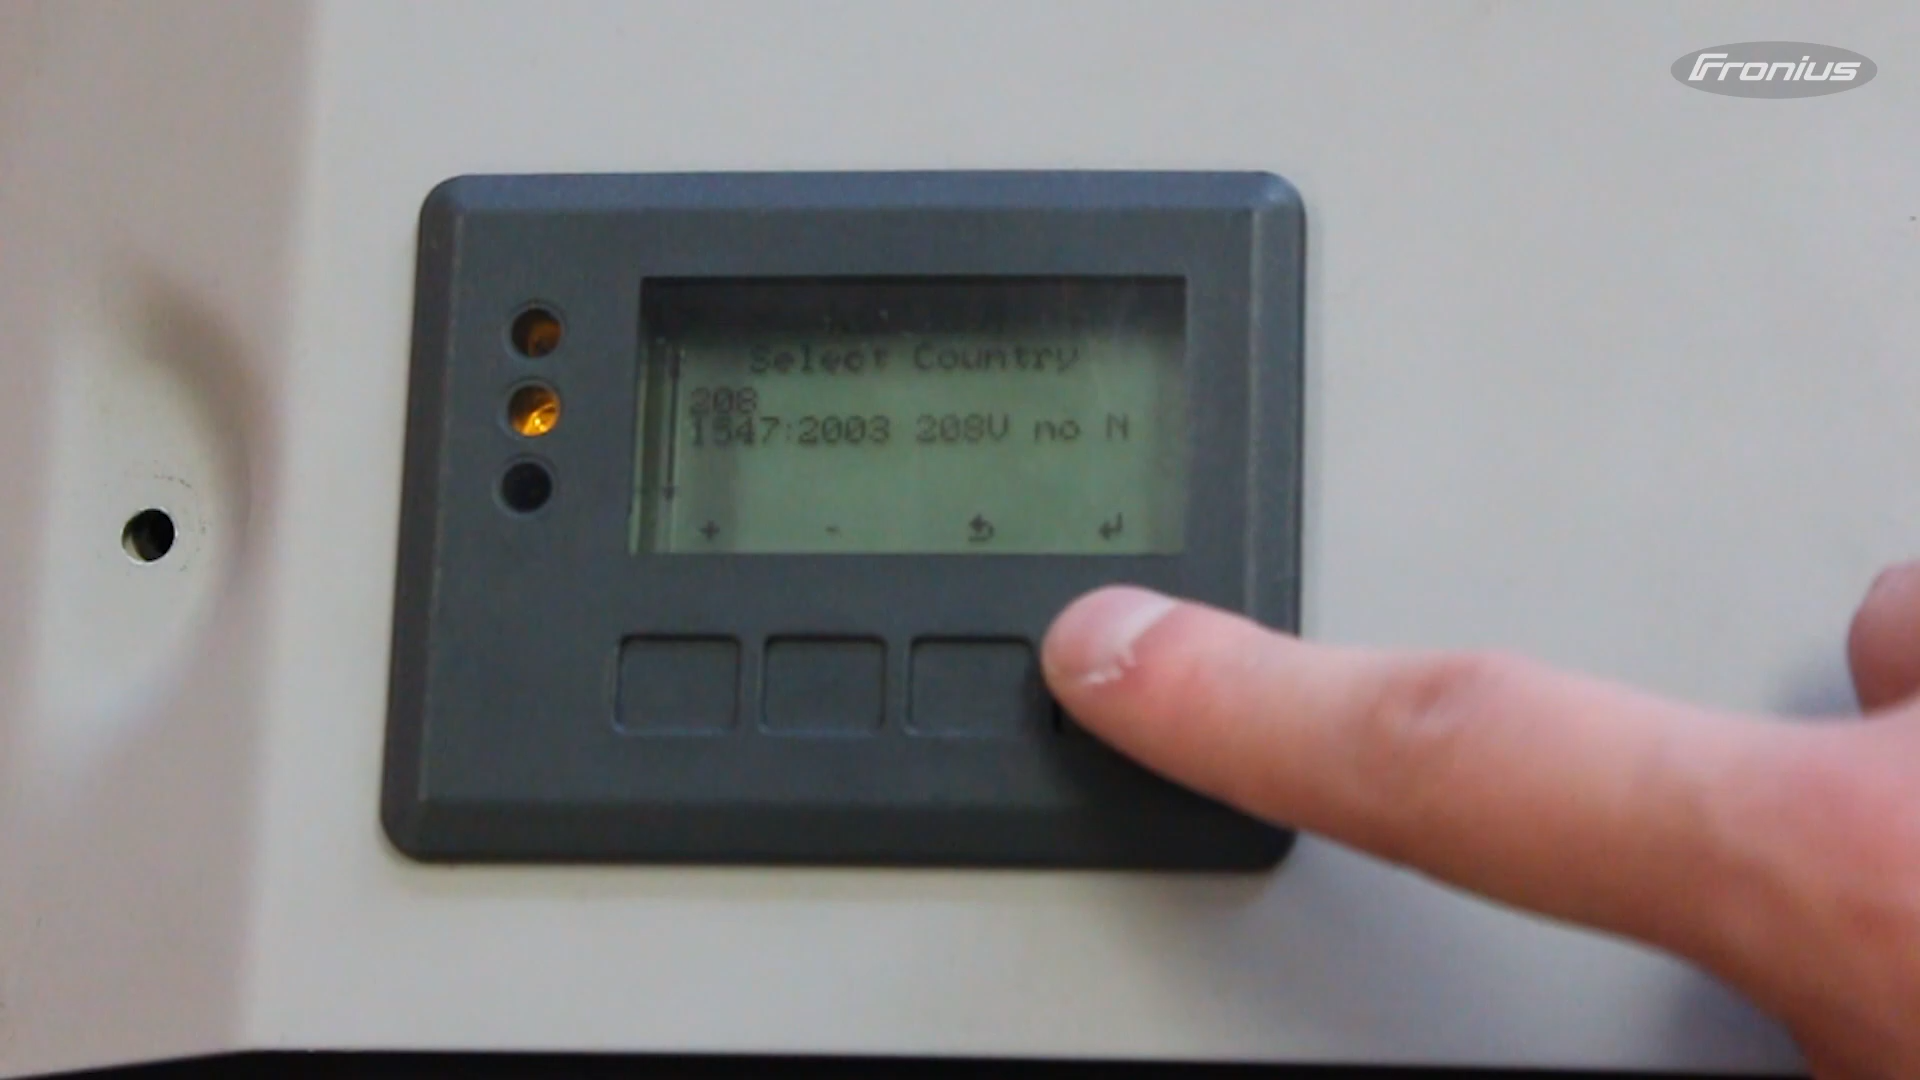 Fronius
Select Country
208
1547:2003 208V no N
+ - ↰ ↵